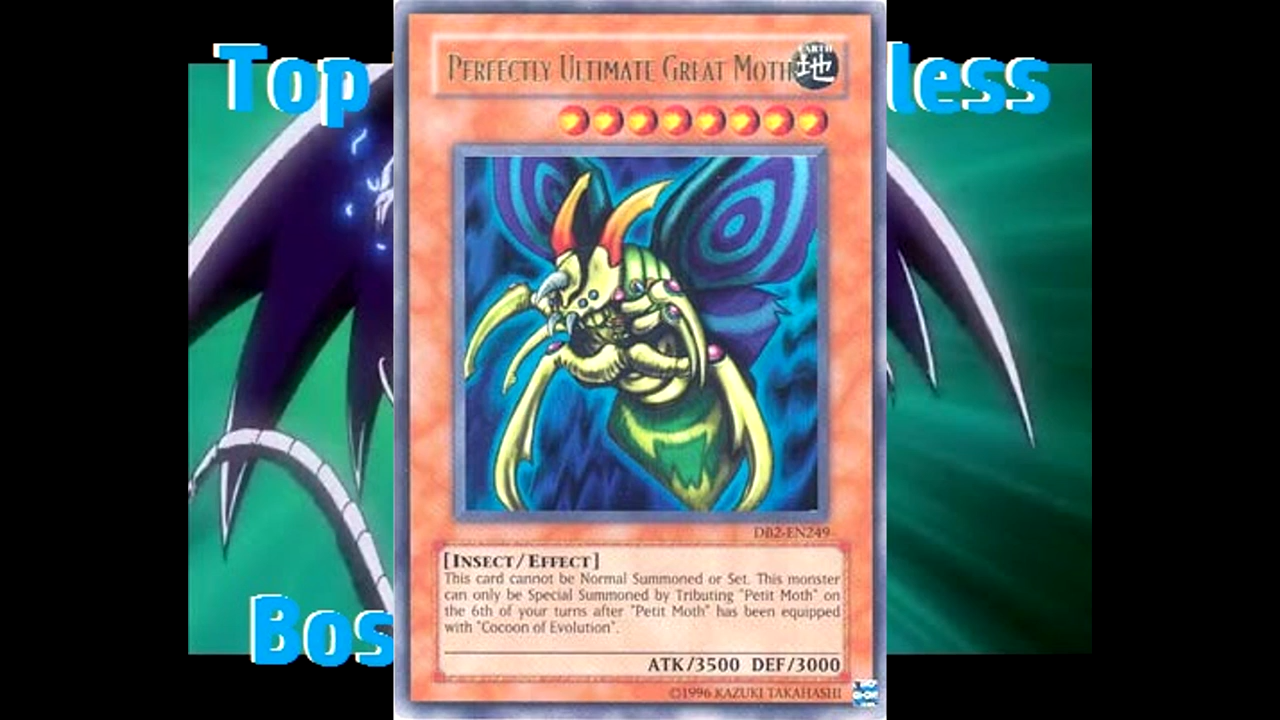 Top less
PERFECTLY ULTIMATE GREAT MOTH
EARTH
地
DB2-EN249
[INSECT/EFFECT]
This card cannot be Normal Summoned or Set. This monster
can only be Special Summoned by Tributing "Petit Moth" on
the 6th of your turns after "Petit Moth" has been equipped
with "Cocoon of Evolution".
Bos
ATK/3500 DEF/3000
©1996 KAZUKI TAKAHASHI